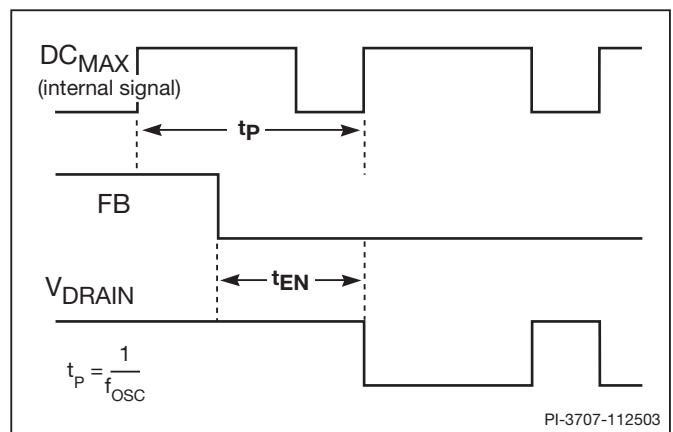 DCMAX
(internal signal)
tP
FB
tEN
VDRAIN
tP = 1/fOSC
PI-3707-112503